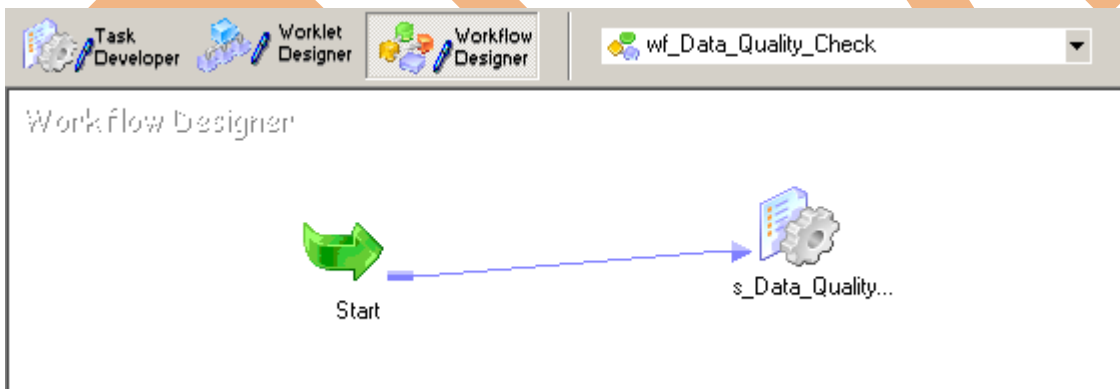 Task
Developer
Worklet
Designer
Workflow
Designer
wf_Data_Quality_Check
Workflow Designer
Start
s_Data_Quality...